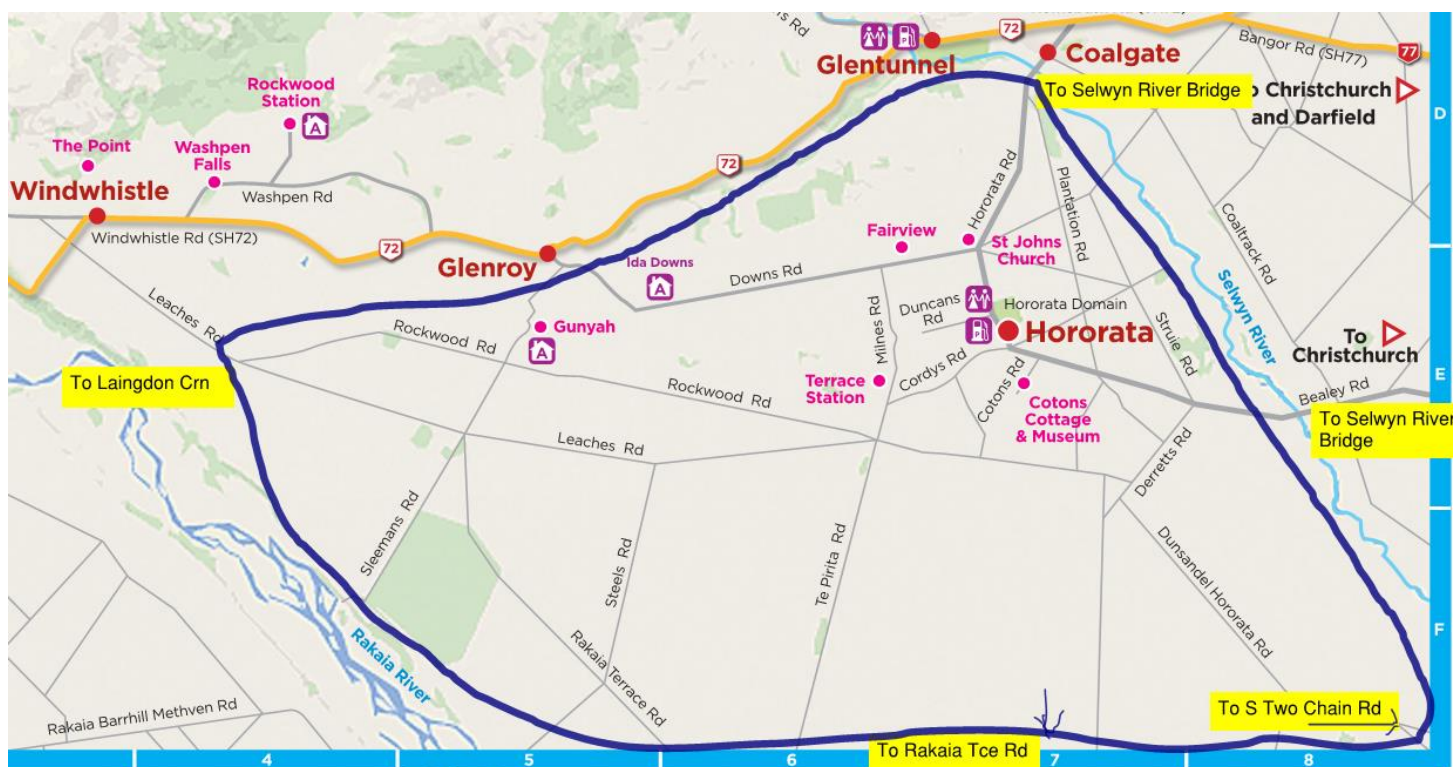 72
72
77
Bangor Rd (SH77)
Glentunnel
Coalgate
To Selwyn River Bridge
Christchurch
and Darfield
D
Rockwood
Station
A
The Point
Washpen
Falls
Washpen Rd
Windwhistle
Windwhistle Rd (SH72)
72
72
Glenroy
Ida Downs
A
Downs Rd
Fairview
Hororata Rd
St Johns
Church
Plantation Rd
Coaltrack Rd
Selwyn River
Leaches Rd
Rockwood Rd
Gunyah
A
Milnes Rd
Duncans
Rd
Hororata Domain
P
Hororata
Struie Rd
To
Christchurch
E
To Laingdon Crn
Rockwood Rd
Terrace
Station
Cordys Rd
Cotons Rd
Cotons
Cottage
& Museum
Bealey Rd
To Selwyn River
Bridge
Leaches Rd
Derretts Rd
Sleemans Rd
Steels Rd
Te Pirita Rd
Dunsandel Hororata Rd
F
Rakaia River
Rakaia Terrace Rd
Rakaia Barrhill Methven Rd
To S Two Chain Rd
To Rakaia Tce Rd
4
5
6
7
8